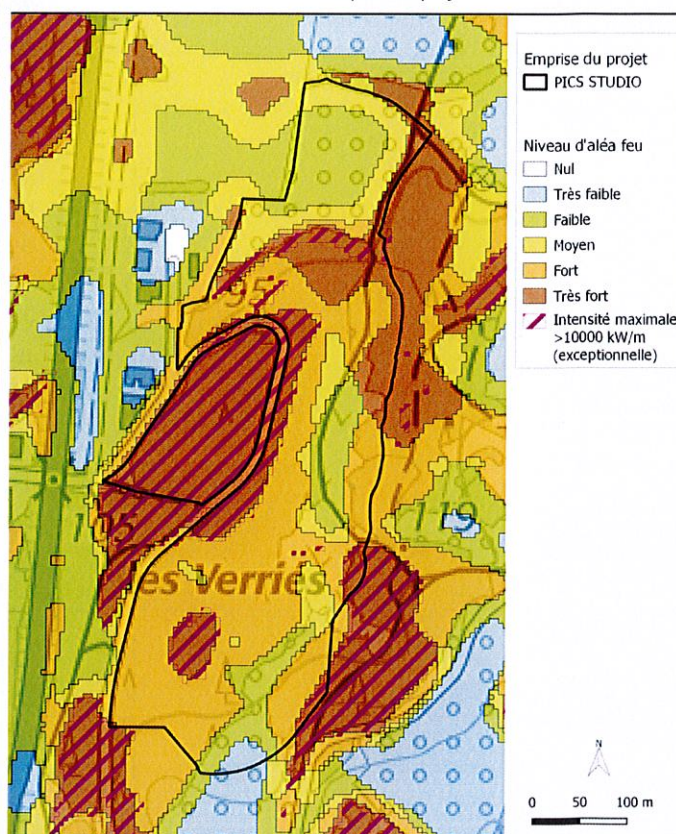 Emprise du projet
PICS STUDIO
Niveau d'aléa feu
Nul
Très faible
Faible
Moyen
Fort
Très fort
Intensité maximale
>10000 kW/m
(exceptionnelle)
95
105
119
es Verriès
N
0 50 100 m